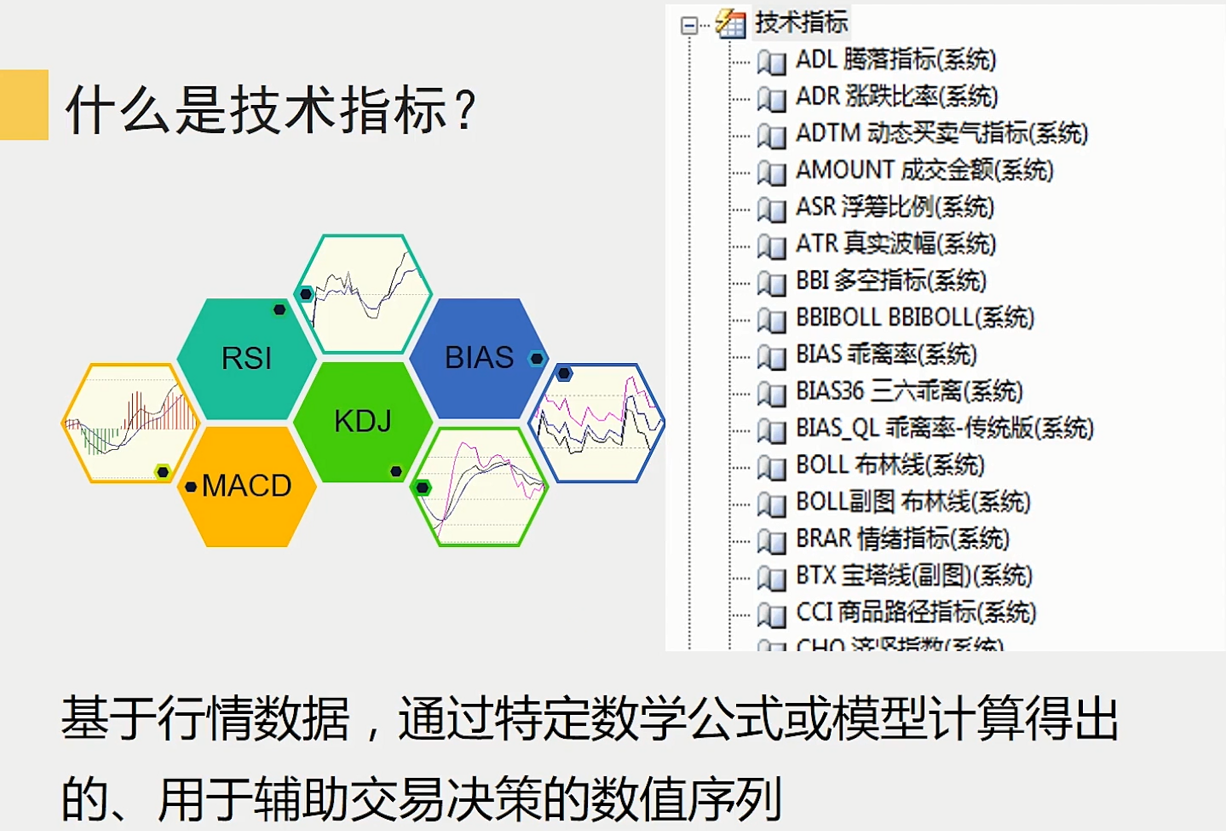 什么是技术指标？
RSI
BIAS
KDJ
MACD
技术指标
ADL 腾落指标(系统)
ADR 涨跌比率(系统)
ADTM 动态买卖气指标(系统)
AMOUNT 成交金额(系统)
ASR 浮筹比例(系统)
ATR 真实波幅(系统)
BBI 多空指标(系统)
BBIBOLL BBIBOLL(系统)
BIAS 乖离率(系统)
BIAS36 三六乖离(系统)
BIAS_QL 乖离率-传统版(系统)
BOLL 布林线(系统)
BOLL副图 布林线(系统)
BRAR 情绪指标(系统)
BTX 宝塔线(副图)(系统)
CCI 商品路径指标(系统)
CHO 济坚指数(系统)
基于行情数据，通过特定数学公式或模型计算得出
的、用于辅助交易决策的数值序列